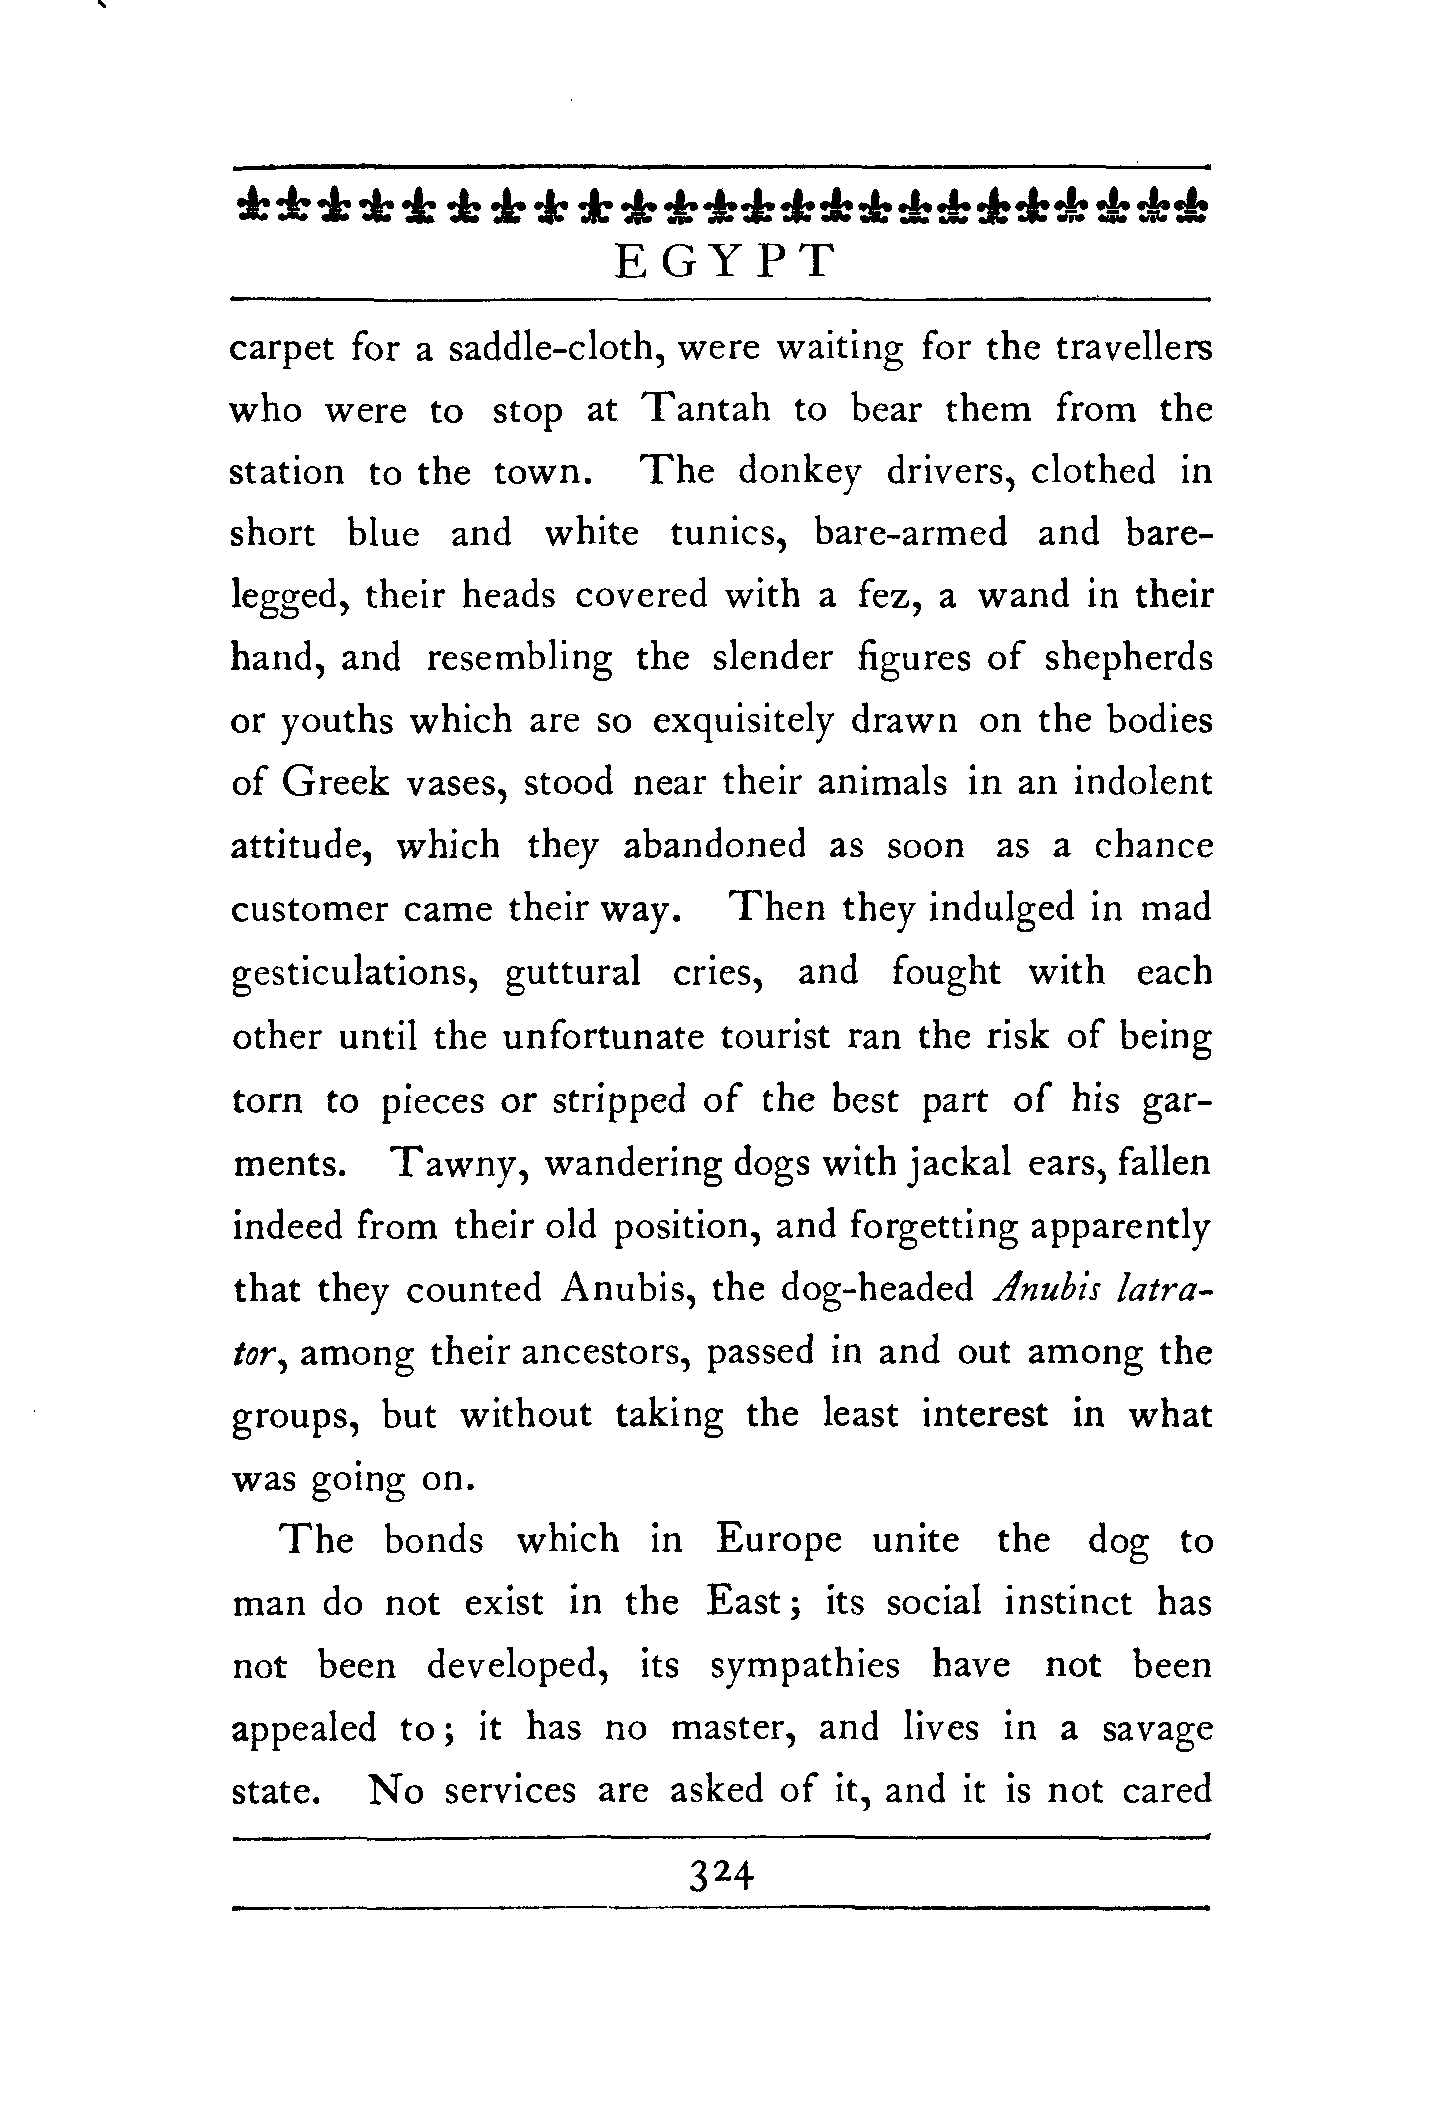 EGYPT
carpet for a saddle-cloth, were waiting for the travellers
who were to stop at Tantah to bear them from the
station to the town. The donkey drivers, clothed in
short blue and white tunics, bare-armed and bare-
legged, their heads covered with a fez, a wand in their
hand, and resembling the slender figures of shepherds
or youths which are so exquisitely drawn on the bodies
of Greek vases, stood near their animals in an indolent
attitude, which they abandoned as soon as a chance
customer came their way. Then they indulged in mad
gesticulations, guttural cries, and fought with each
other until the unfortunate tourist ran the risk of being
torn to pieces or stripped of the best part of his gar-
ments. Tawny, wandering dogs with jackal ears, fallen
indeed from their old position, and forgetting apparently
that they counted Anubis, the dog-headed Anubis latra-
tor, among their ancestors, passed in and out among the
groups, but without taking the least interest in what
was going on.
The bonds which in Europe unite the dog to
man do not exist in the East; its social instinct has
not been developed, its sympathies have not been
appealed to; it has no master, and lives in a savage
state. No services are asked of it, and it is not cared
324